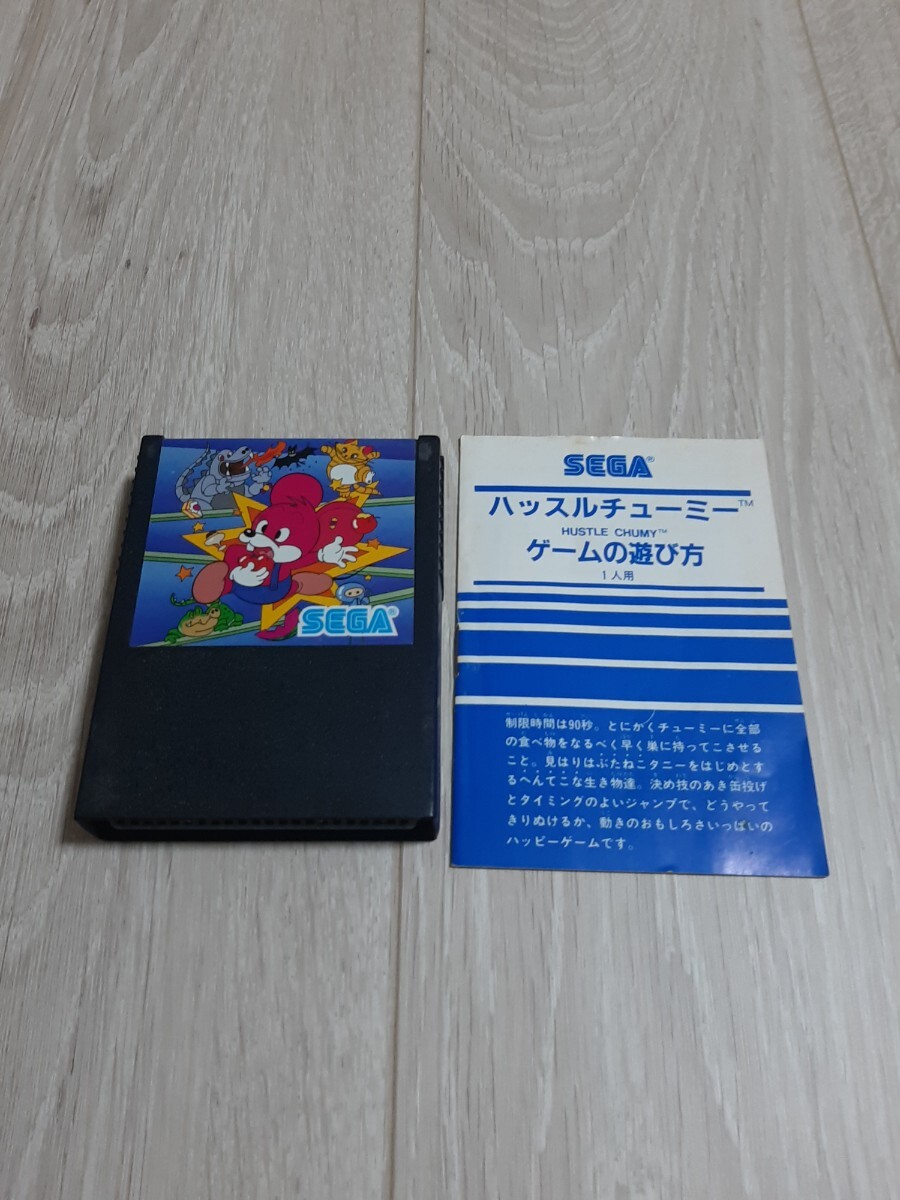 SEGA®
SEGA®
ハッスルチューミー™
HUSTLE CHUMY™
ゲームの遊び方
1人用
制限時間は90秒。とにかくチューミーに全部
の食べ物をなるべく早く巣に持ってこさせる
こと。見はりはぶたねこタニーをはじめとす
るへんてこな生き物達。決め技のあき缶投げ
とタイミングのよいジャンプで、どうやって
きりぬけるか、動きのおもしろさいっぱいの
ハッピーゲームです。